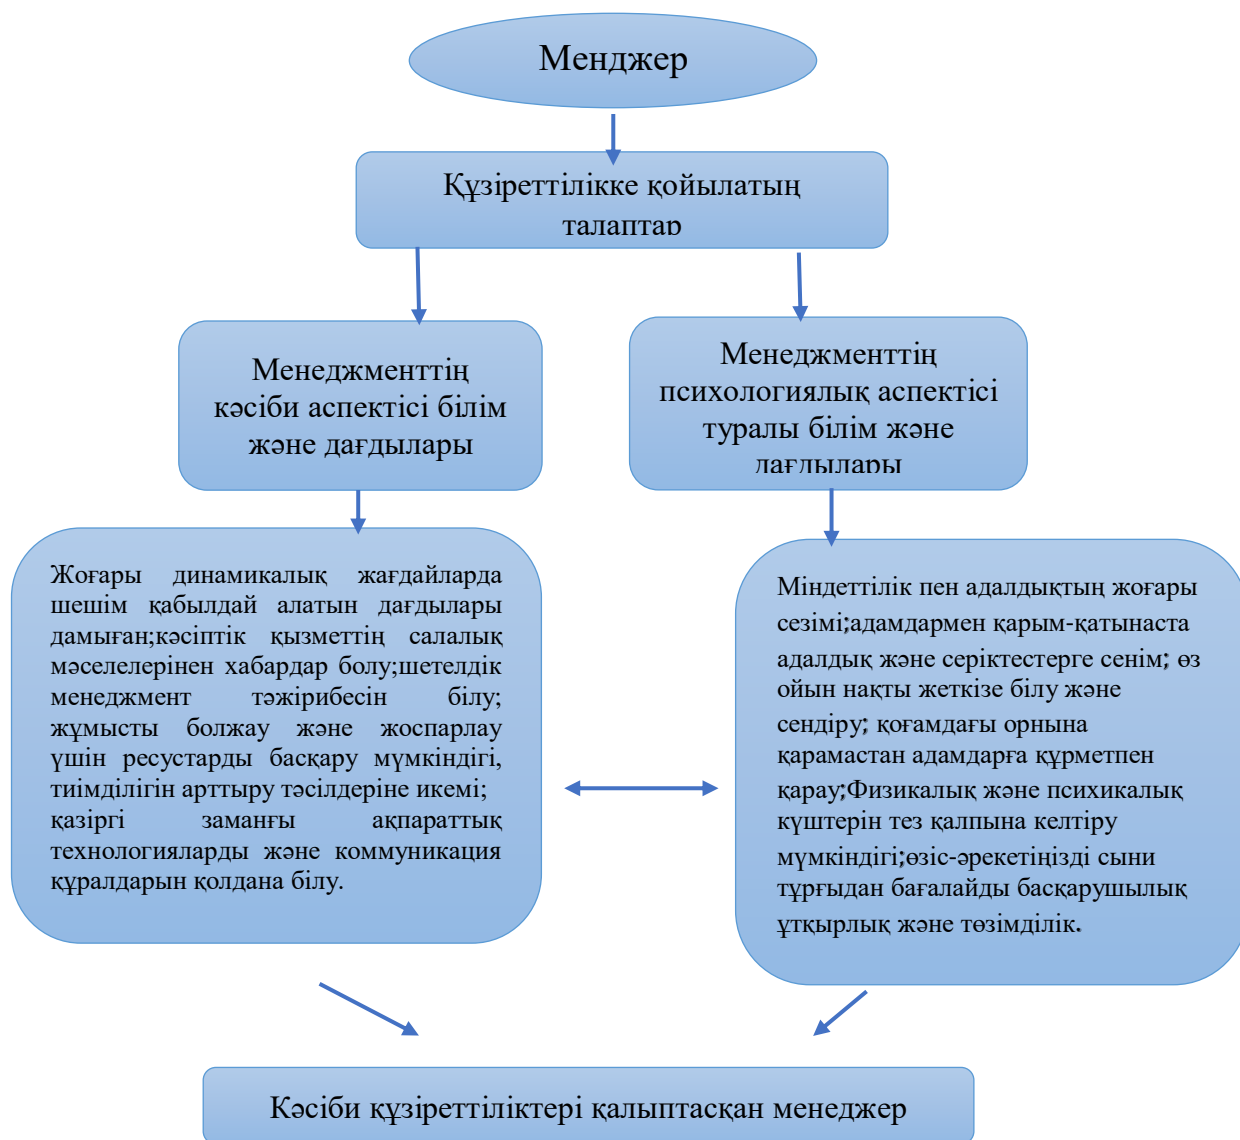 Менджер
Құзіреттілікке қойылатың
талаптар
Менеджменттің
кәсіби аспектісі білім
және дағдылары
Менеджменттің
психологиялық аспектісі
туралы білім және
дағдылары
Жоғары динамикалық жағдайларда
шешім қабылдай алатын дағдылары
дамыған;кәсіптік қызметтің салалық
мәселелерінен хабардар болу;шетелдік
менеджмент тәжірибесін білу;
жұмысты болжау және жоспарлау
үшін ресустарды басқару мүмкіндігі,
тиімділігін арттыру тәсілдеріне икемі;
қазіргі заманғы ақпараттық
технологияларды және коммуникация
құралдарын қолдана білу.
Міндеттілік пен адалдықтың жоғары
сезімі;адамдармен қарым-қатынаста
адалдық және серіктестерге сенім; өз
ойын нақты жеткізе білу және
сендіру; қоғамдағы орнына
қарамастан адамдарға құрметпен
қарау;Физикалық және психикалық
күштерін тез қалпына келтіру
мүмкіндігі;өзіс-әрекетіңізді сыни
тұрғыдан бағалайды басқарушылық
ұтқырлық және төзімділік.
Кәсіби құзіреттіліктері қалыптасқан менеджер